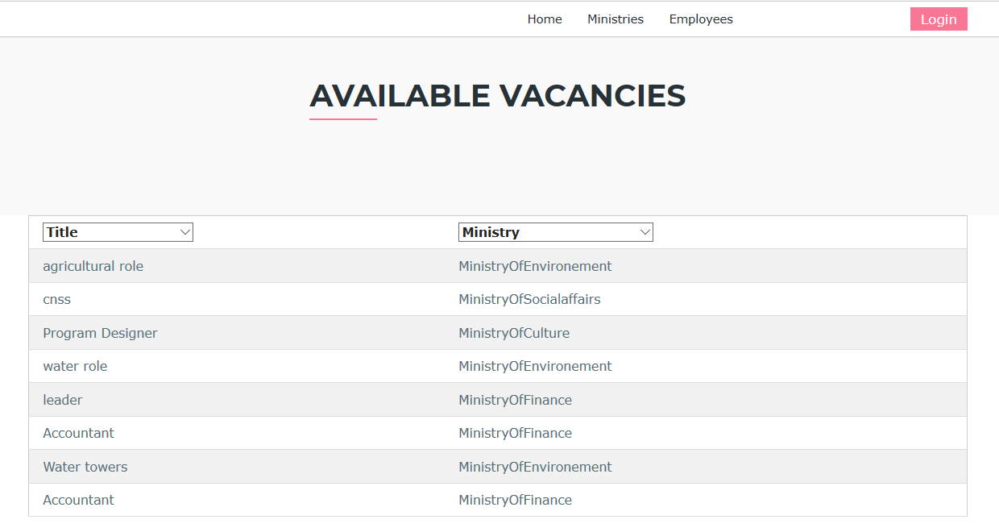 Home Ministries Employees Login
AVAILABLE VACANCIES
Title Ministry
agricultural role MinistryOfEnvironement
cnss MinistryOfSocialaffairs
Program Designer MinistryOfCulture
water role MinistryOfEnvironement
leader MinistryOfFinance
Accountant MinistryOfFinance
Water towers MinistryOfEnvironement
Accountant MinistryOfFinance